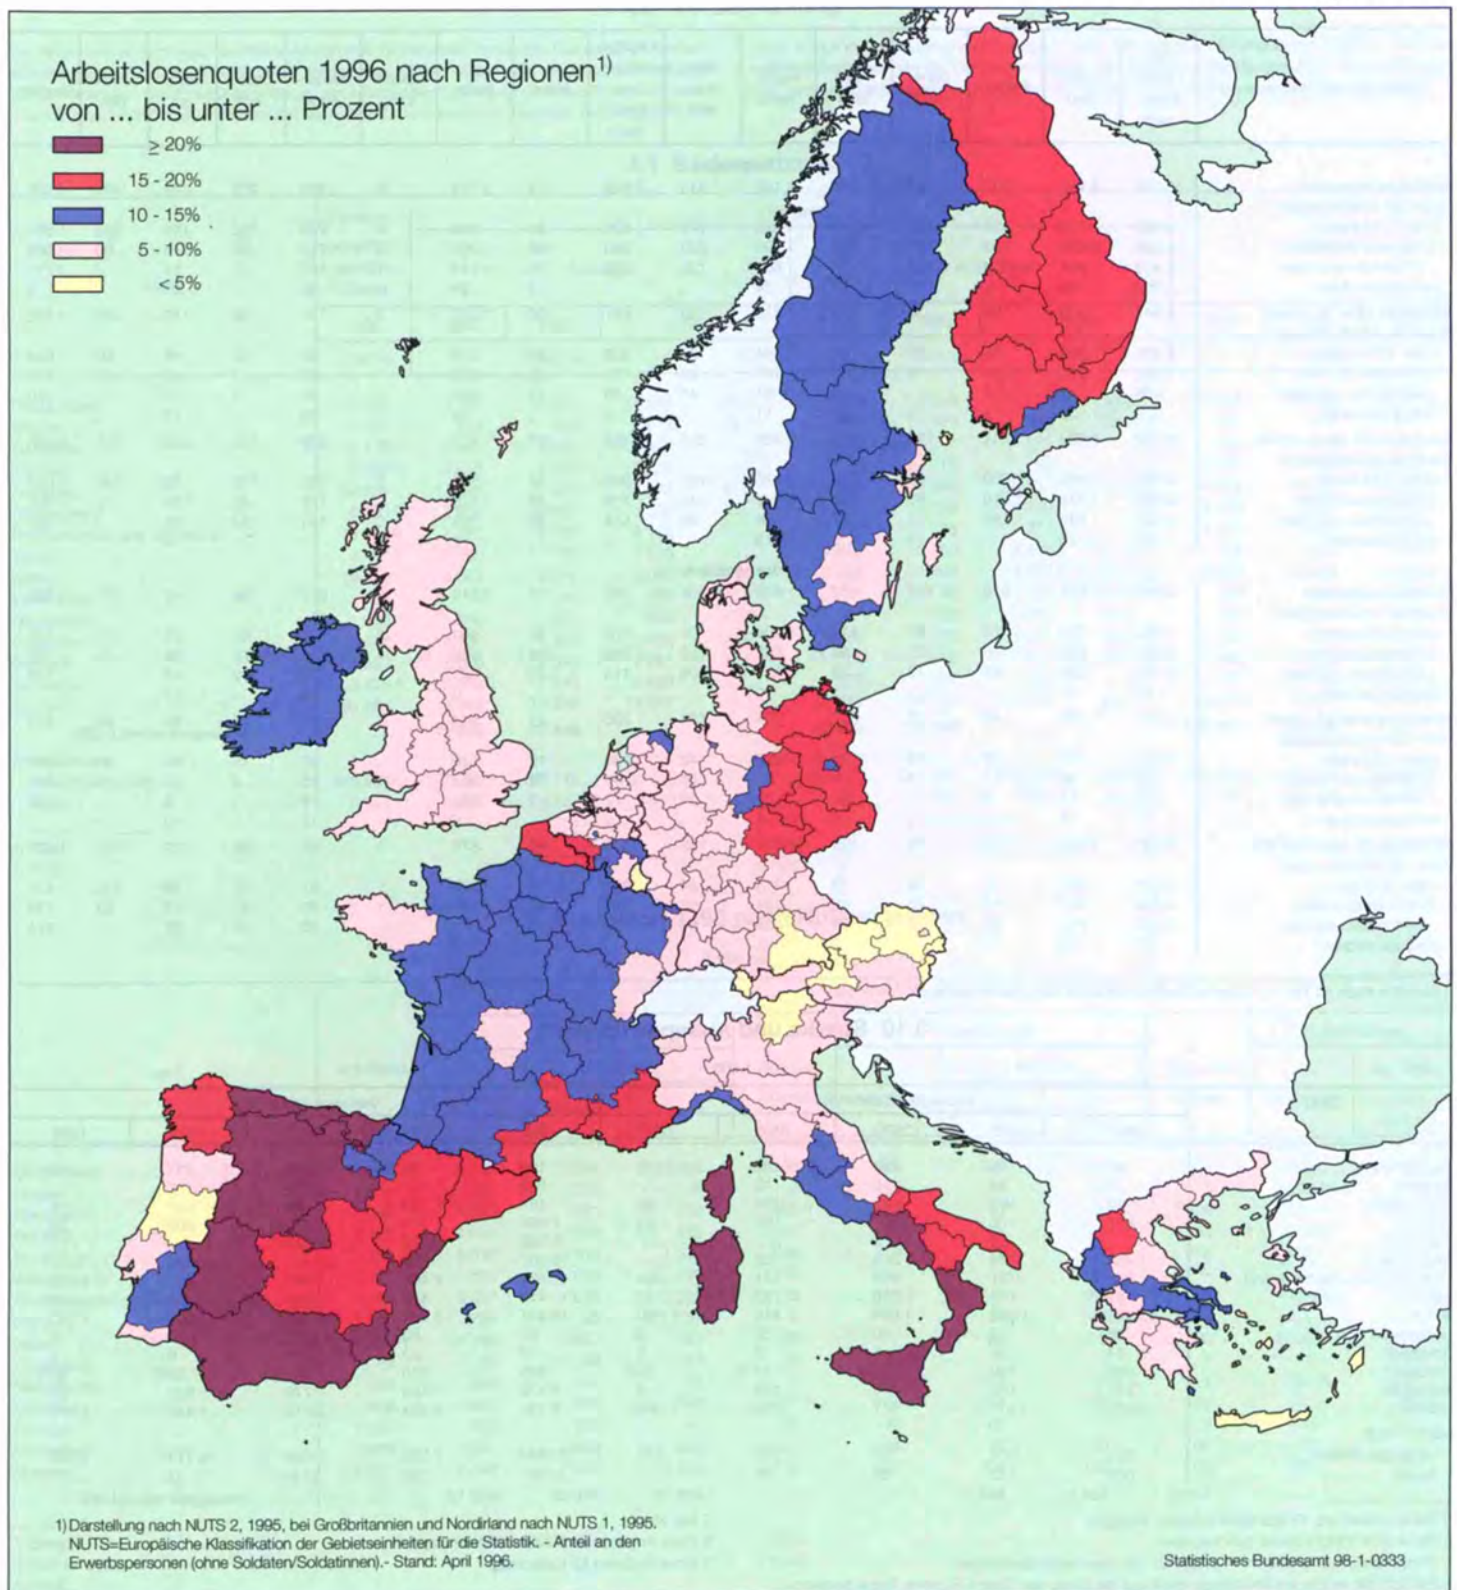 Arbeitslosenquoten 1996 nach Regionen¹⁾
von ... bis unter ... Prozent
≥ 20%
15 - 20%
10 - 15%
5 - 10%
< 5%
1) Darstellung nach NUTS 2, 1995, bei Großbritannien und Nordirland nach NUTS 1, 1995.
NUTS=Europäische Klassifikation der Gebietseinheiten für die Statistik. - Anteil an den
Erwerbspersonen (ohne Soldaten/Soldatinnen).- Stand: April 1996.
Statistisches Bundesamt 98-1-0333